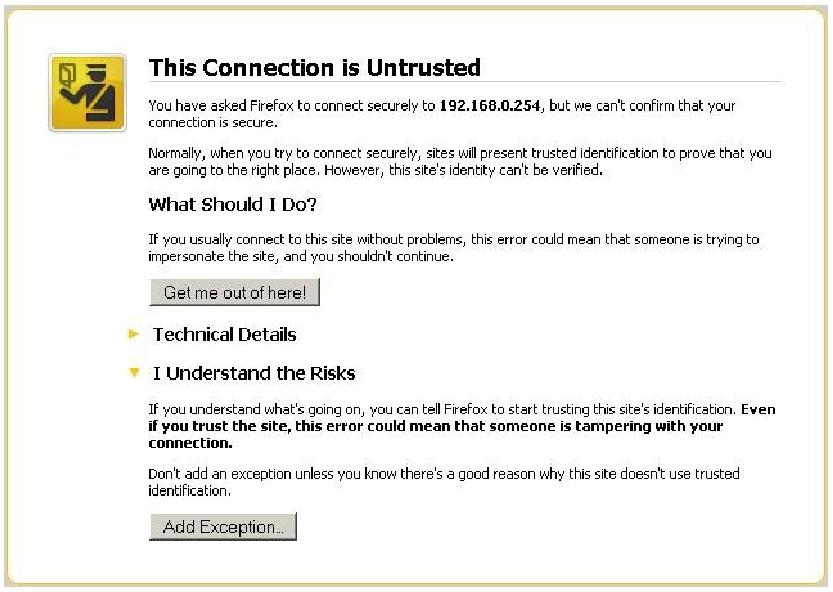 This Connection is Untrusted
You have asked Firefox to connect securely to 192.168.0.254, but we can't confirm that your
connection is secure.
Normally, when you try to connect securely, sites will present trusted identification to prove that you
are going to the right place. However, this site's identity can't be verified.
What Should I Do?
If you usually connect to this site without problems, this error could mean that someone is trying to
impersonate the site, and you shouldn't continue.
Get me out of here!
Technical Details
I Understand the Risks
If you understand what's going on, you can tell Firefox to start trusting this site's identification. Even
if you trust the site, this error could mean that someone is tampering with your
connection.
Don't add an exception unless you know there's a good reason why this site doesn't use trusted
identification.
Add Exception...